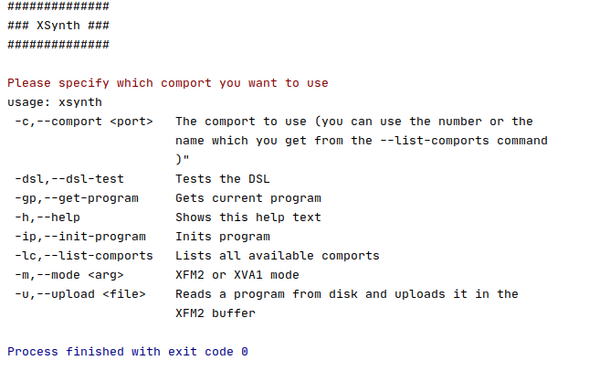 ##############
### XSynth ###
##############
Please specify which comport you want to use
usage: xsynth
-c,--comport <port>   The comport to use (you can use the number or the
name which you get from the --list-comports command
)"
-dsl,--dsl-test       Tests the DSL
-gp,--get-program     Gets current program
-h,--help             Shows this help text
-ip,--init-program    Inits program
-lc,--list-comports   Lists all available comports
-m,--mode <arg>       XFM2 or XVA1 mode
-u,--upload <file>    Reads a program from disk and uploads it in the
XFM2 buffer
Process finished with exit code 0